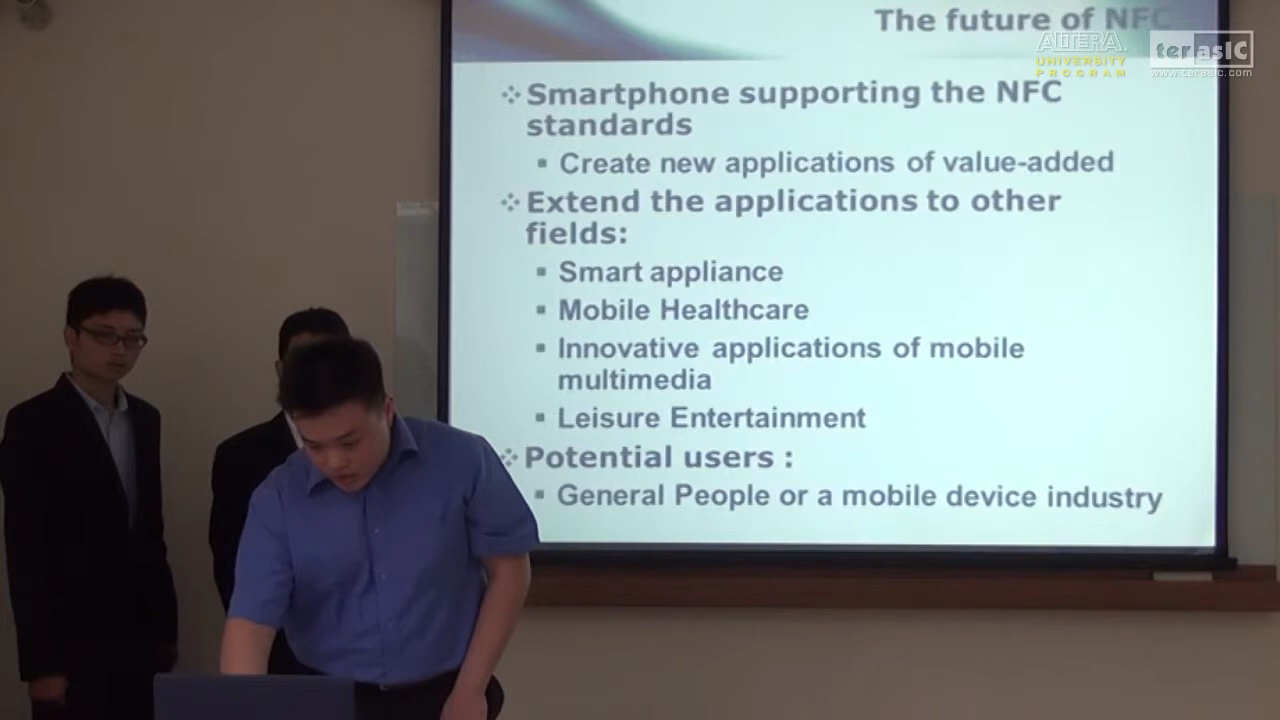 The future of NFC
ALTERA.
UNIVERSITY
PROGRAM
terasIC
www.terasic.com
Smartphone supporting the NFC
standards
Create new applications of value-added
Extend the applications to other
fields:
Smart appliance
Mobile Healthcare
Innovative applications of mobile
multimedia
Leisure Entertainment
Potential users :
General People or a mobile device industry